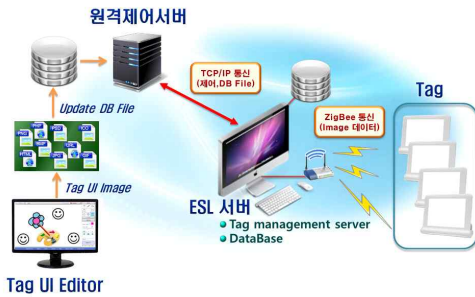 원격제어서버
TCP/IP 통신
(제어,DB File)
Tag
ZigBee 통신
(Image 데이터)
Update DB File
Tag UI Image
ESL 서버
Tag management server
DataBase
Tag UI Editor